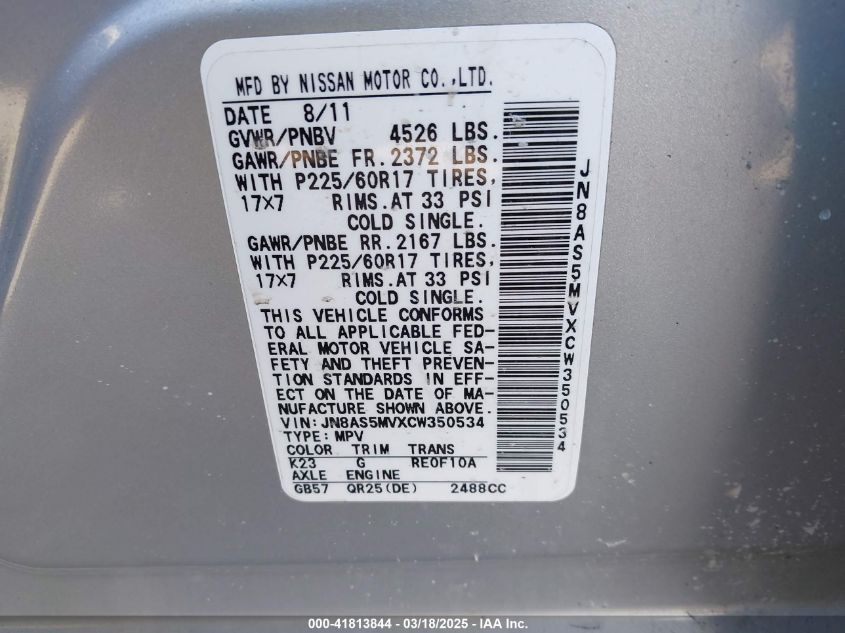 MFD BY NISSAN MOTOR CO.,LTD.
DATE 8/11
GVWR/PNBV 4526 LBS.
GAWR/PNBE FR. 2372 LBS.
WITH P225/60R17 TIRES,
17X7 RIMS.AT 33 PSI
COLD SINGLE.
GAWR/PNBE RR. 2167 LBS.
WITH P225/60R17 TIRES,
17X7 RIMS.AT 33 PSI
COLD SINGLE.
THIS VEHICLE CONFORMS
TO ALL APPLICABLE FED-
ERAL MOTOR VEHICLE SA-
FETY AND THEFT PREVEN-
TION STANDARDS IN EFF-
ECT ON THE DATE OF MA-
NUFACTURE SHOWN ABOVE.
VIN: JN8AS5MVXCW350534
TYPE: MPV
COLOR TRIM TRANS
K23 G RE0F10A
AXLE ENGINE
GB57 QR25(DE) 2488CC
JN8AS5MVXCW350534
000-41813844 - 03/18/2025 - IAA Inc.